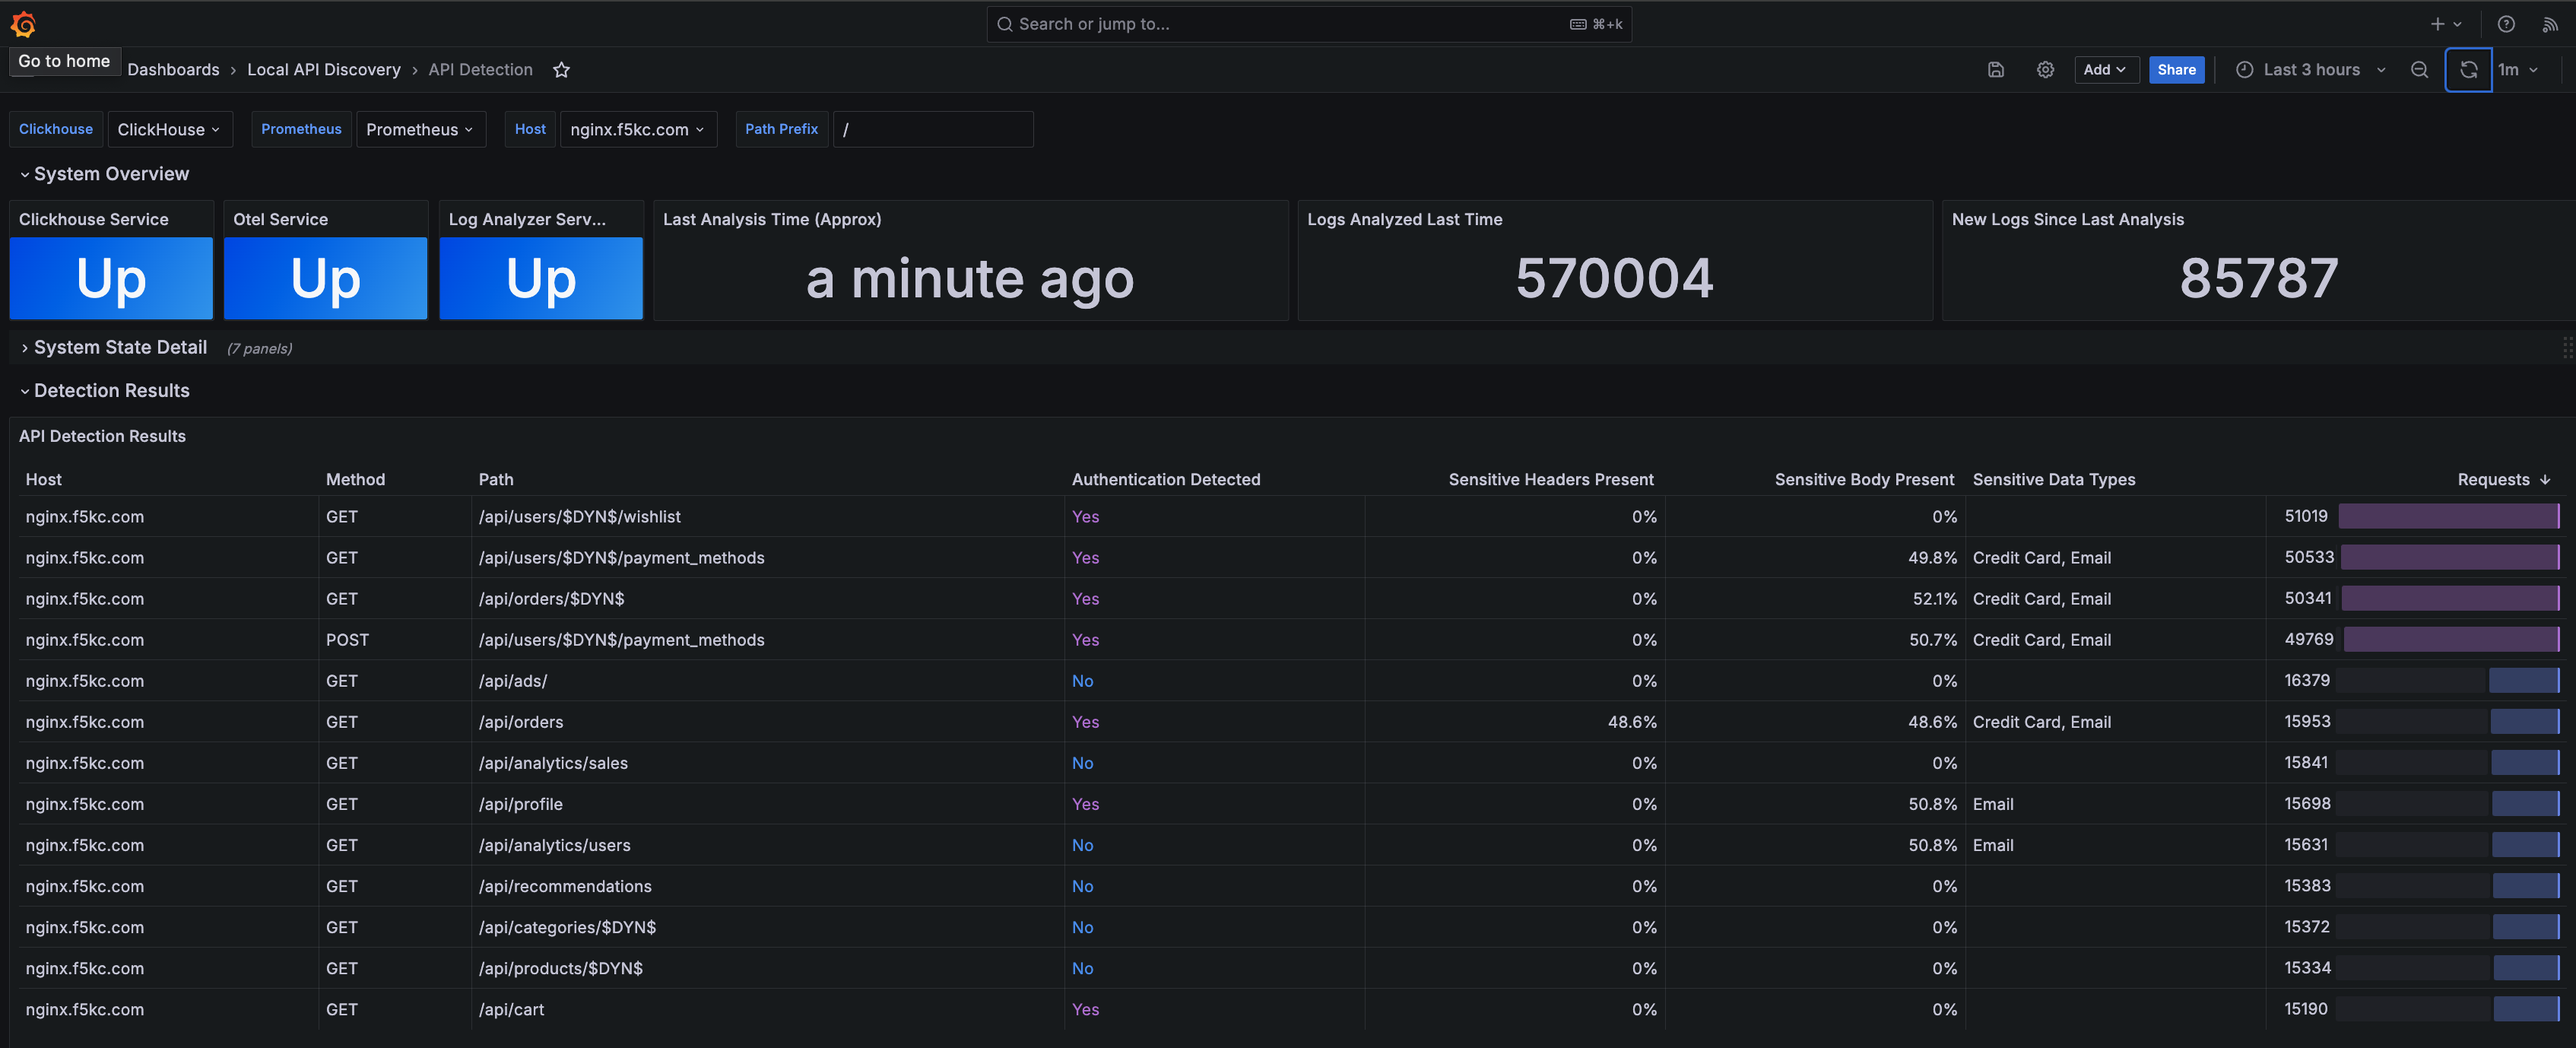 Search or jump to... ⌘+k
Go to home Dashboards › Local API Discovery › API Detection Add Share Last 3 hours 1m
Clickhouse ClickHouse Prometheus Prometheus Host nginx.f5kc.com Path Prefix /
System Overview
Clickhouse Service Otel Service Log Analyzer Serv... Last Analysis Time (Approx) Logs Analyzed Last Time New Logs Since Last Analysis
Up Up Up a minute ago 570004 85787
System State Detail (7 panels)
Detection Results
API Detection Results
Host Method Path Authentication Detected Sensitive Headers Present Sensitive Body Present Sensitive Data Types Requests ↓
nginx.f5kc.com GET /api/users/$DYN$/wishlist Yes 0% 0% 51019
nginx.f5kc.com GET /api/users/$DYN$/payment_methods Yes 0% 49.8% Credit Card, Email 50533
nginx.f5kc.com GET /api/orders/$DYN$ Yes 0% 52.1% Credit Card, Email 50341
nginx.f5kc.com POST /api/users/$DYN$/payment_methods Yes 0% 50.7% Credit Card, Email 49769
nginx.f5kc.com GET /api/ads/ No 0% 0% 16379
nginx.f5kc.com GET /api/orders Yes 48.6% 48.6% Credit Card, Email 15953
nginx.f5kc.com GET /api/analytics/sales No 0% 0% 15841
nginx.f5kc.com GET /api/profile Yes 0% 50.8% Email 15698
nginx.f5kc.com GET /api/analytics/users No 0% 50.8% Email 15631
nginx.f5kc.com GET /api/recommendations No 0% 0% 15383
nginx.f5kc.com GET /api/categories/$DYN$ No 0% 0% 15372
nginx.f5kc.com GET /api/products/$DYN$ No 0% 0% 15334
nginx.f5kc.com GET /api/cart Yes 0% 0% 15190